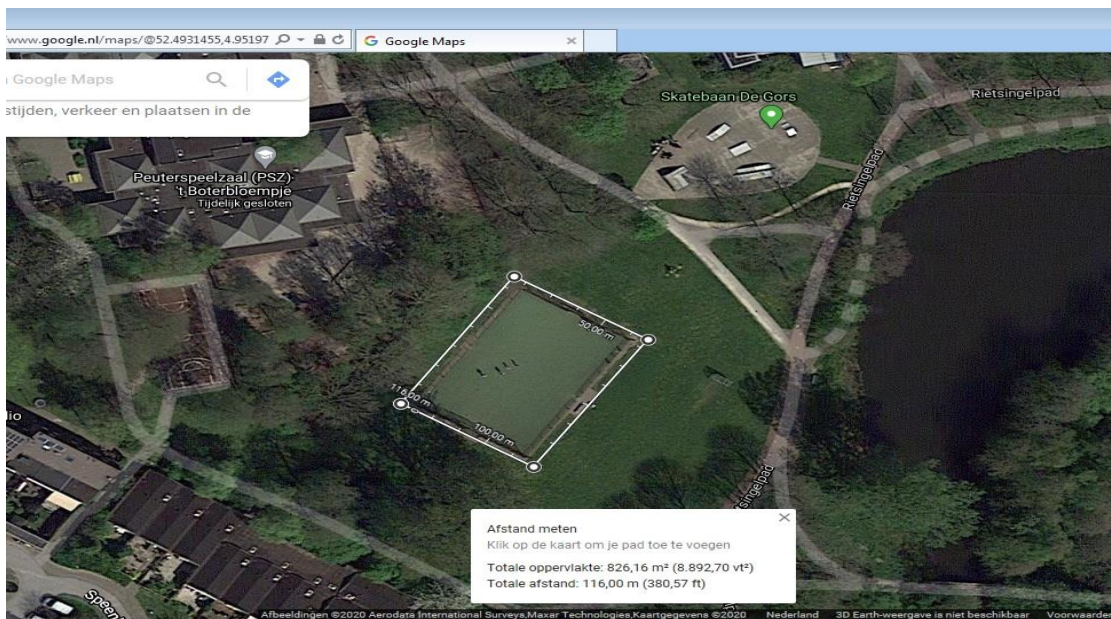 www.google.nl/maps/@52.4931455,4.95197
Google Maps
Google Maps
stijden, verkeer en plaatsen in de
Skatebaan De Gors
Rietsingelpad
Peuterspeelzaal (PSZ)
't Boterbloempje
Tijdelijk gesloten
Rietsingelpad
50,00 m
116,00 m
100,00 m
lio
singelpad
Afstand meten
Klik op de kaart om je pad toe te voegen
Totale oppervlakte: 826,16 m² (8.892,70 vt²)
Totale afstand: 116,00 m (380,57 ft)
Speen
Afbeeldingen ©2020 Aerodata International Surveys,Maxar Technologies,Kaartgegevens ©2020 Nederland 3D Earth-weergave is niet beschikbaar Voorwaarden